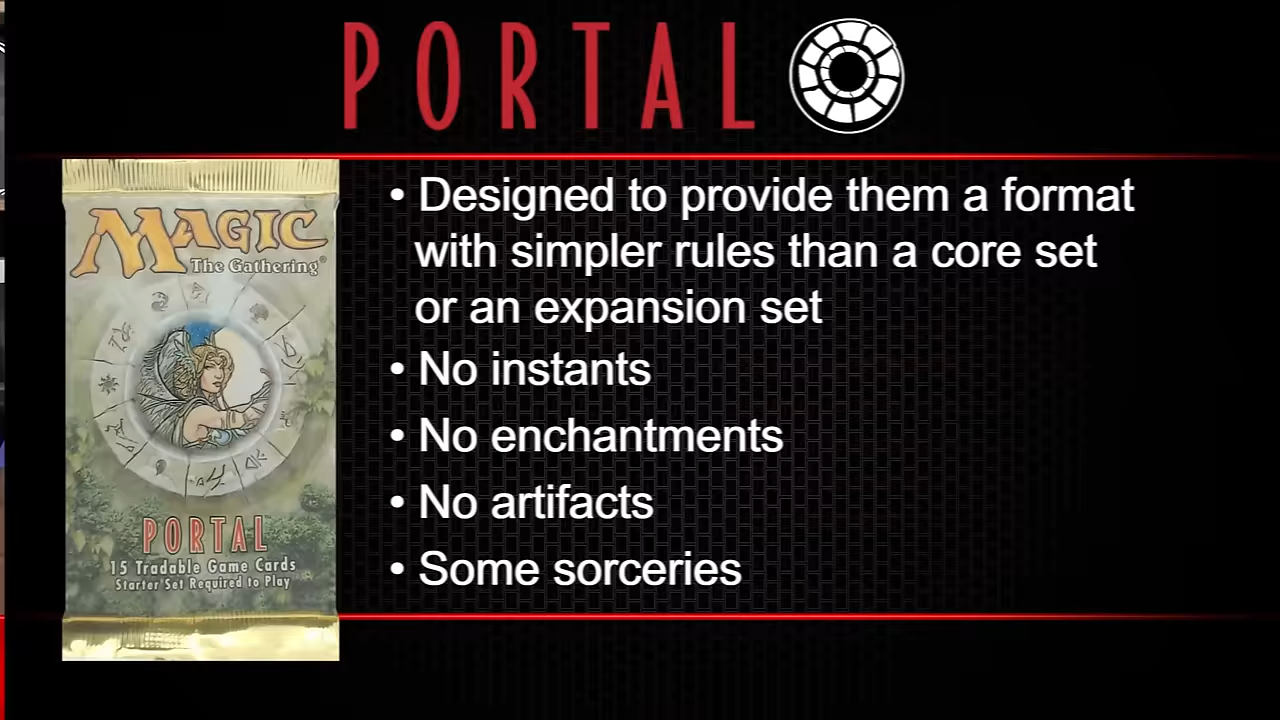 PORTAL
MAGIC
The Gathering®
PORTAL
15 Tradable Game Cards
Starter Set Required to Play
• Designed to provide them a format
with simpler rules than a core set
or an expansion set
• No instants
• No enchantments
• No artifacts
• Some sorceries